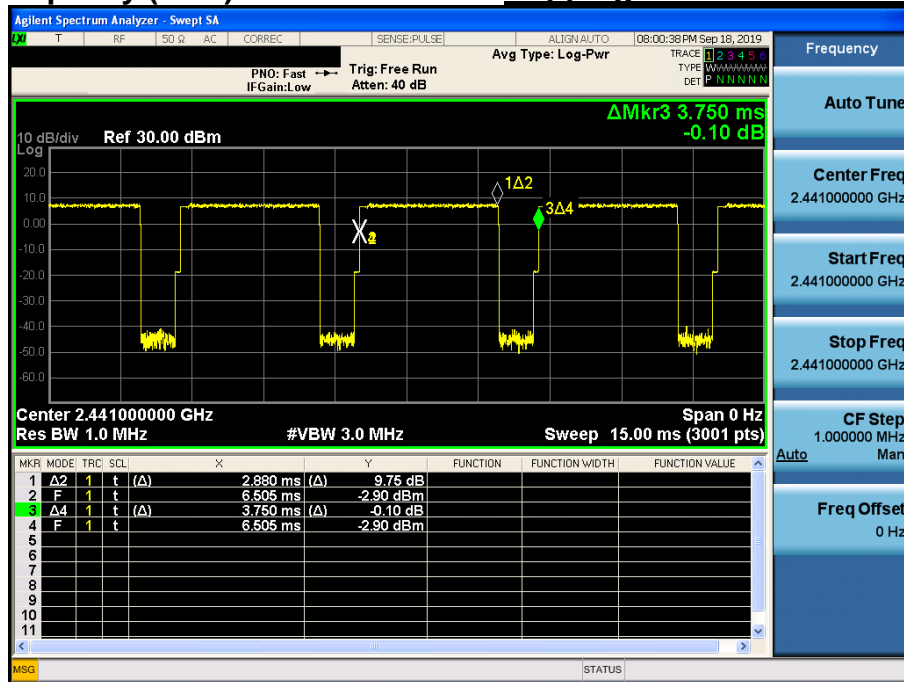 Agilent Spectrum Analyzer - Swept SA
LXI T RF 50 Ω AC CORREC SENSE:PULSE ALIGN AUTO 08:00:38 PM Sep 18, 2019
Avg Type: Log-Pwr TRACE 1 2 3 4 5 6
PNO: Fast Trig: Free Run TYPE WWWWWW
IFGain:Low Atten: 40 dB DET P N N N N N
Frequency
Auto Tune
ΔMkr3 3.750 ms
10 dB/div Ref 30.00 dBm -0.10 dB
Log
20.0
10.0
0.00
-10.0
-20.0
-30.0
-40.0
-50.0
-60.0
1Δ2
3Δ4
Center Freq
2.441000000 GHz
Start Freq
2.441000000 GHz
Stop Freq
2.441000000 GHz
CF Step
1.000000 MHz
Auto Man
Freq Offset
0 Hz
Center 2.441000000 GHz Span 0 Hz
Res BW 1.0 MHz #VBW 3.0 MHz Sweep 15.00 ms (3001 pts)
MKR MODE TRC SCL X Y FUNCTION FUNCTION WIDTH FUNCTION VALUE
1 Δ2 1 t (Δ) 2.880 ms (Δ) 9.75 dB
2 F 1 t 6.505 ms -2.90 dBm
3 Δ4 1 t (Δ) 3.750 ms (Δ) -0.10 dB
4 F 1 t 6.505 ms -2.90 dBm
5
6
7
8
9
10
11
MSG STATUS